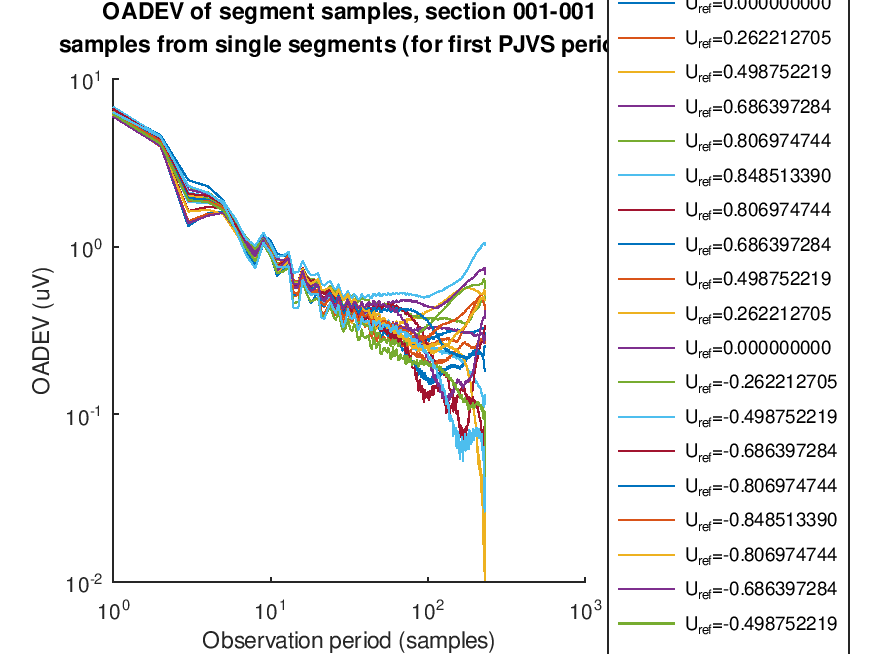 OADEV of segment samples, section 001-001
samples from single segments (for first PJVS perio
OADEV (uV)
10^1
10^0
10^-1
10^-2
10^0
10^1
10^2
10^3
Observation period (samples)
U_ref=0.000000000
U_ref=0.262212705
U_ref=0.498752219
U_ref=0.686397284
U_ref=0.806974744
U_ref=0.848513390
U_ref=0.806974744
U_ref=0.686397284
U_ref=0.498752219
U_ref=0.262212705
U_ref=0.000000000
U_ref=-0.262212705
U_ref=-0.498752219
U_ref=-0.686397284
U_ref=-0.806974744
U_ref=-0.848513390
U_ref=-0.806974744
U_ref=-0.686397284
U_ref=-0.498752219